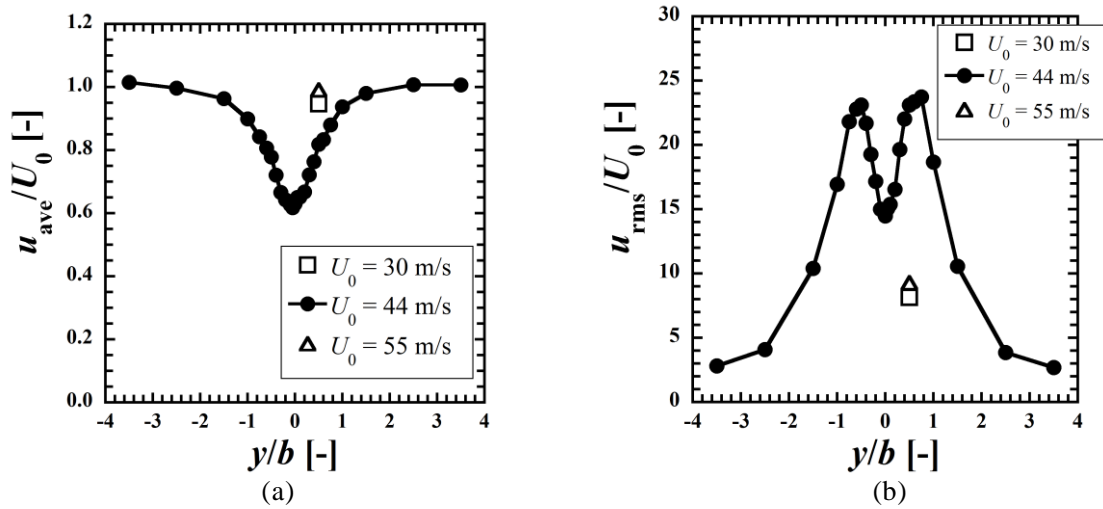 1.2
1.0
0.8
0.6
0.4
0.2
0.0
u_ave/U_0 [-]
U_0 = 30 m/s
U_0 = 44 m/s
U_0 = 55 m/s
-4 -3 -2 -1 0 1 2 3 4
y/b [-]
(a)
30
25
20
15
10
5
0
u_rms/U_0 [-]
U_0 = 30 m/s
U_0 = 44 m/s
U_0 = 55 m/s
-4 -3 -2 -1 0 1 2 3 4
y/b [-]
(b)